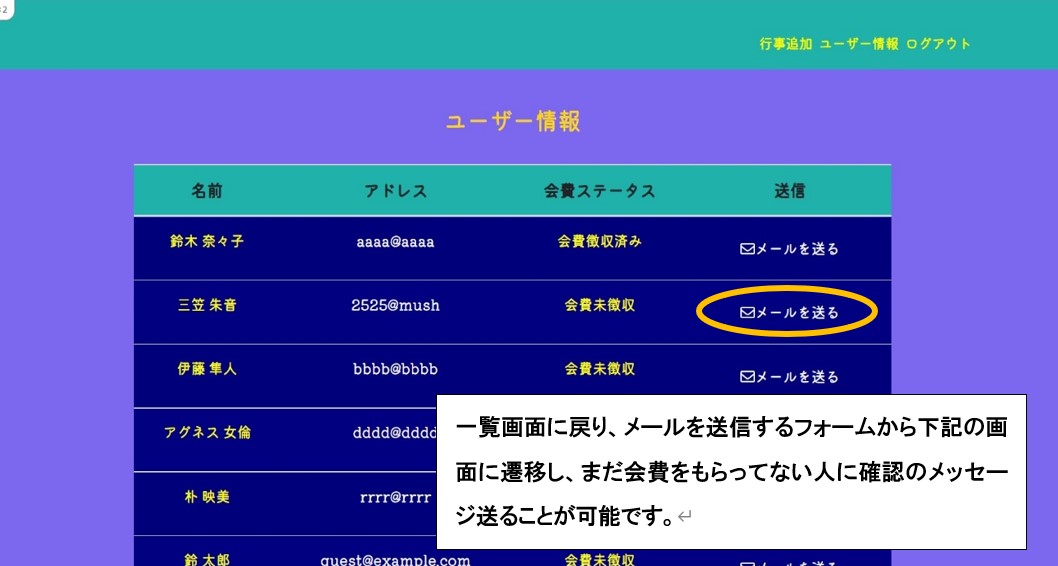 行事追加 ユーザー情報 ログアウト
ユーザー情報
名前 アドレス 会費ステータス 送信
鈴木 奈々子 aaaa@aaaa 会費徴収済み メールを送る
三笠 朱音 2525@mush 会費未徴収 メールを送る
伊藤 隼人 bbbb@bbbb 会費未徴収 メールを送る
アグネス 女倫 dddd@dddd
朴 映美 rrrr@rrrr
鈴 太郎 guest@example.com 会費未徴収 メールを送る
一覧画面に戻り、メールを送信するフォームから下記の画
面に遷移し、まだ会費をもらってない人に確認のメッセー
ジ送ることが可能です。↵